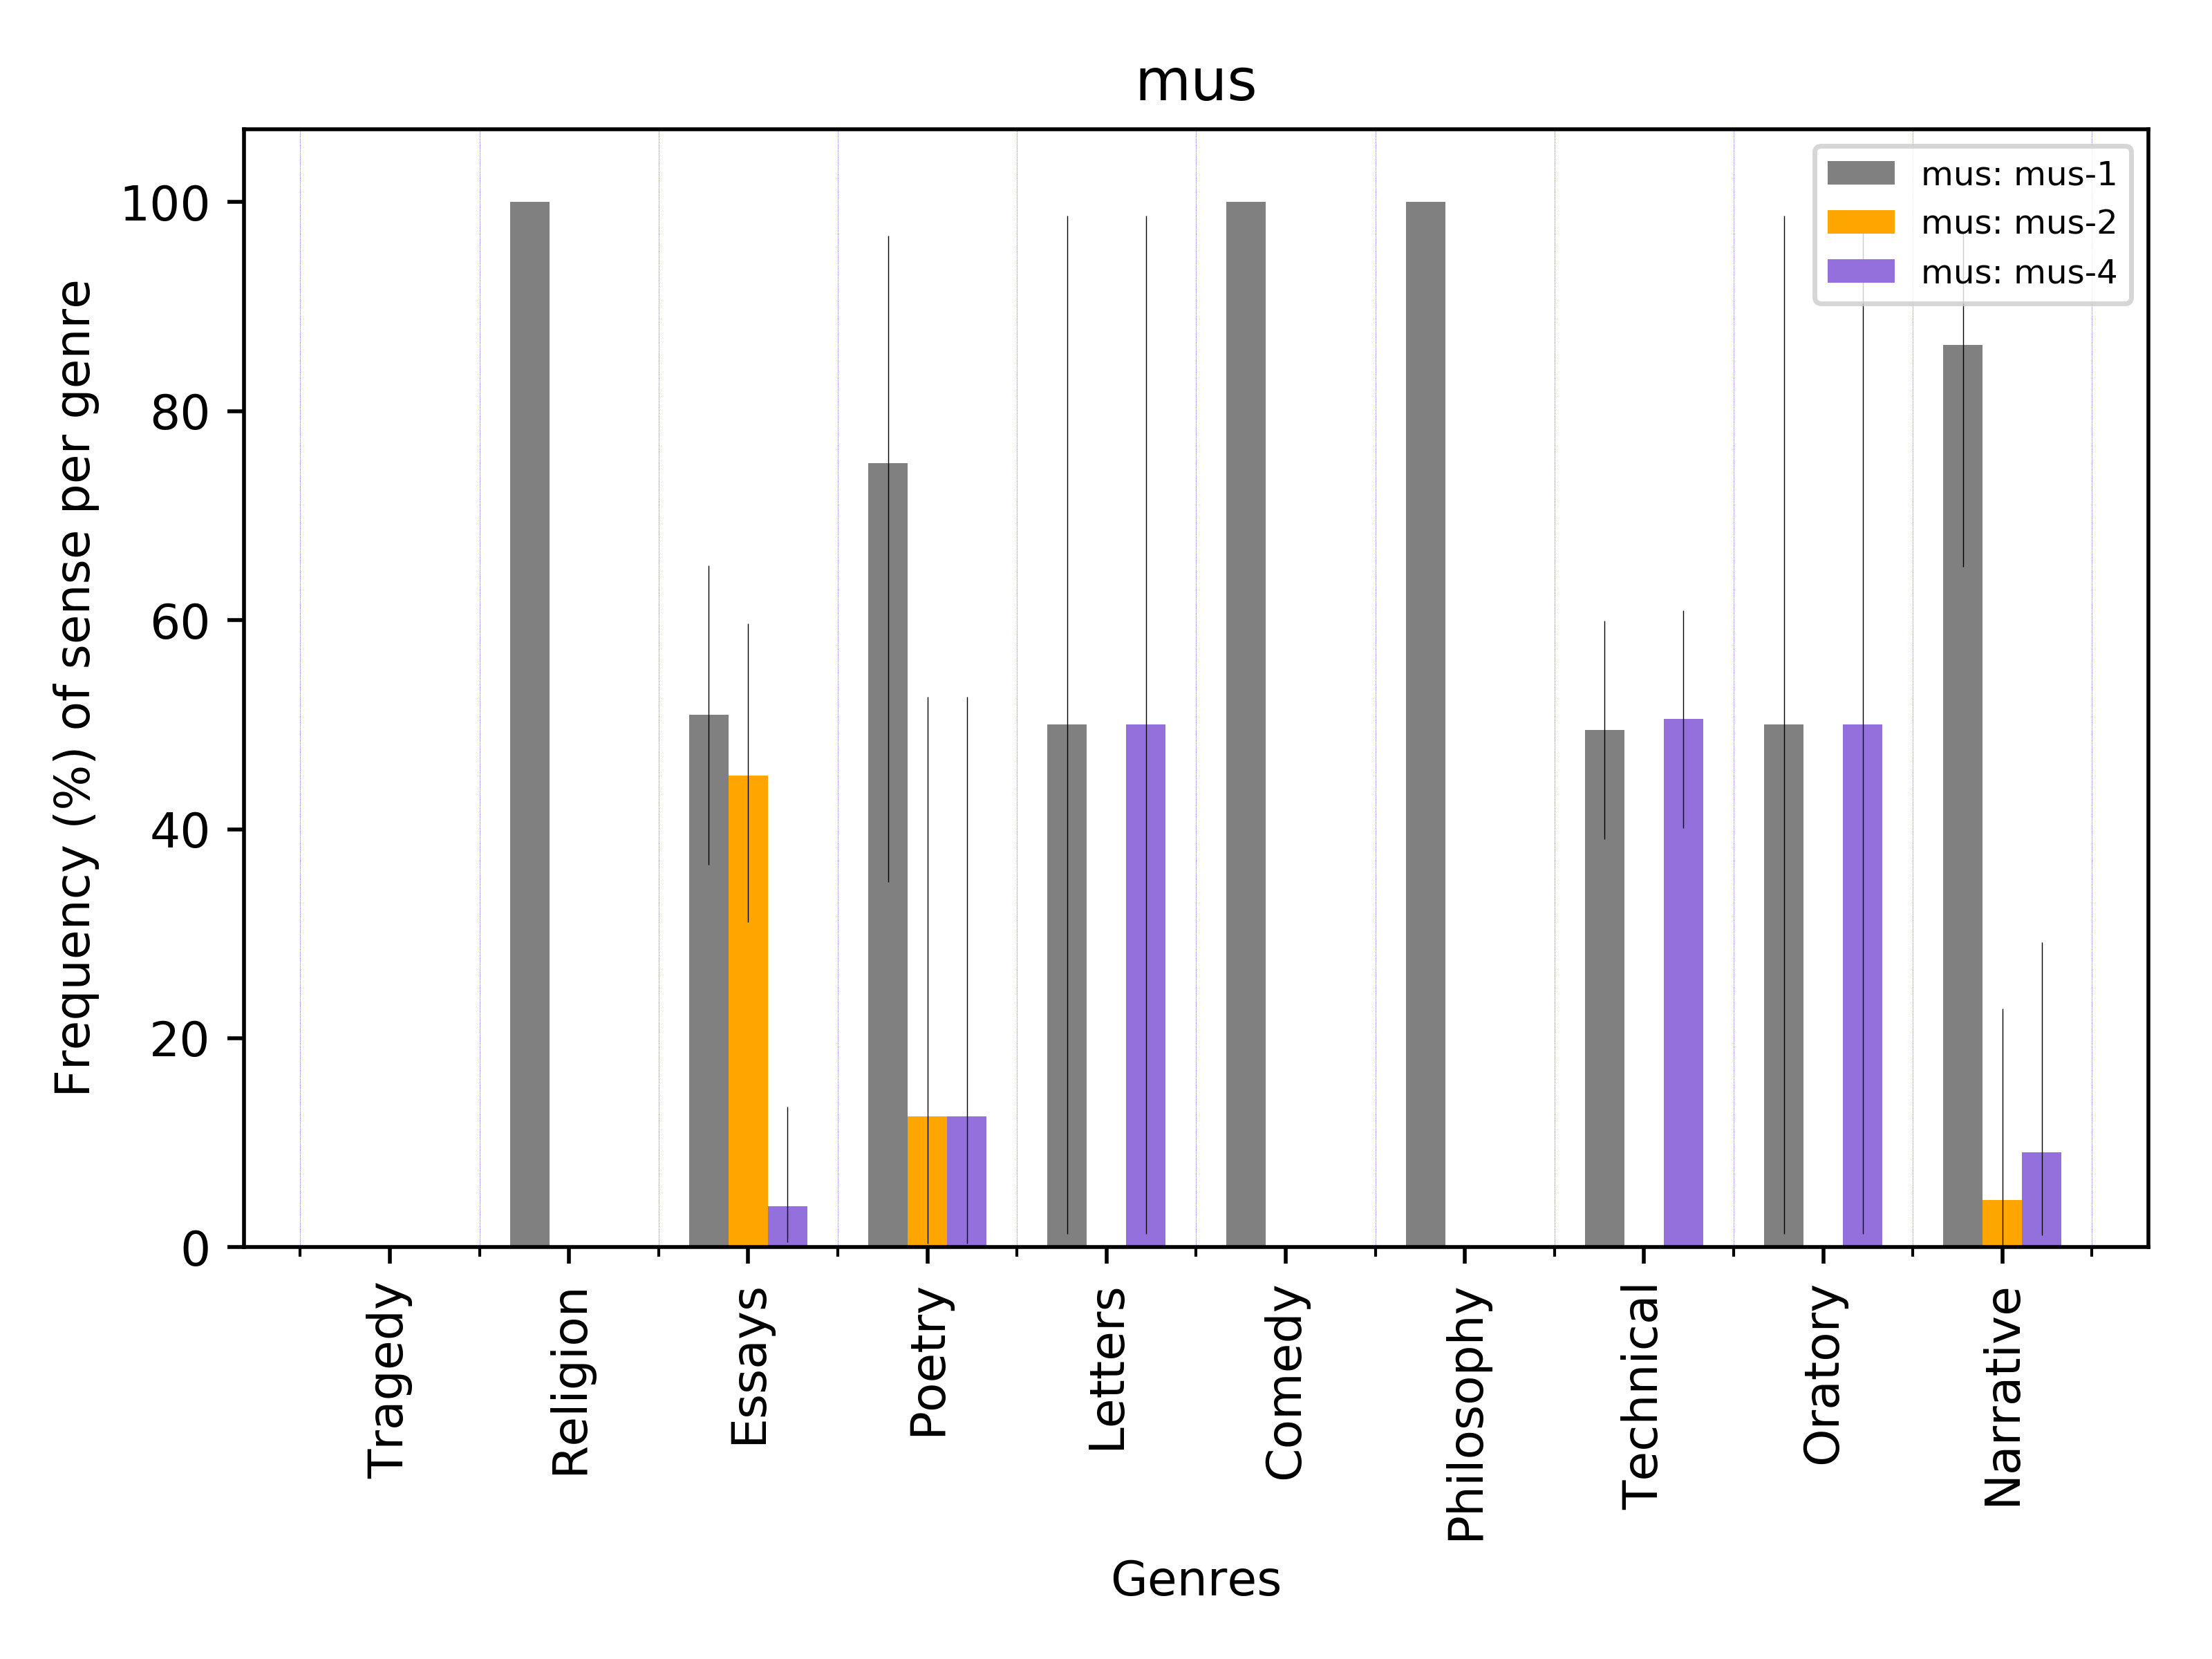 mus
mus: mus-1
mus: mus-2
mus: mus-4
Frequency (%) of sense per genre
100
80
60
40
20
0
Tragedy
Religion
Essays
Poetry
Letters
Comedy
Philosophy
Technical
Oratory
Narrative
Genres